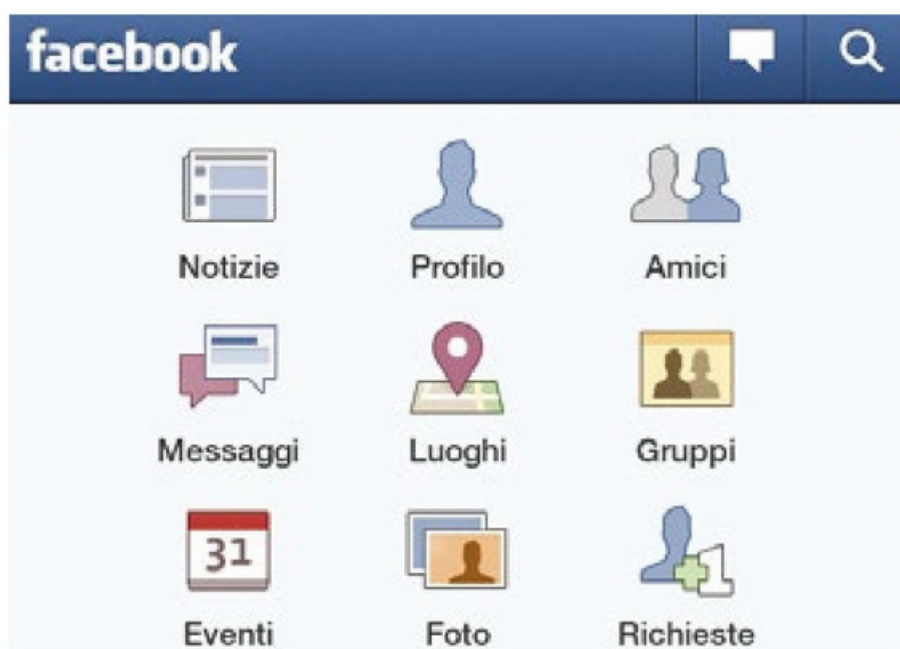 facebook
Notizie Profilo Amici
Messaggi Luoghi Gruppi
31
Eventi Foto Richieste